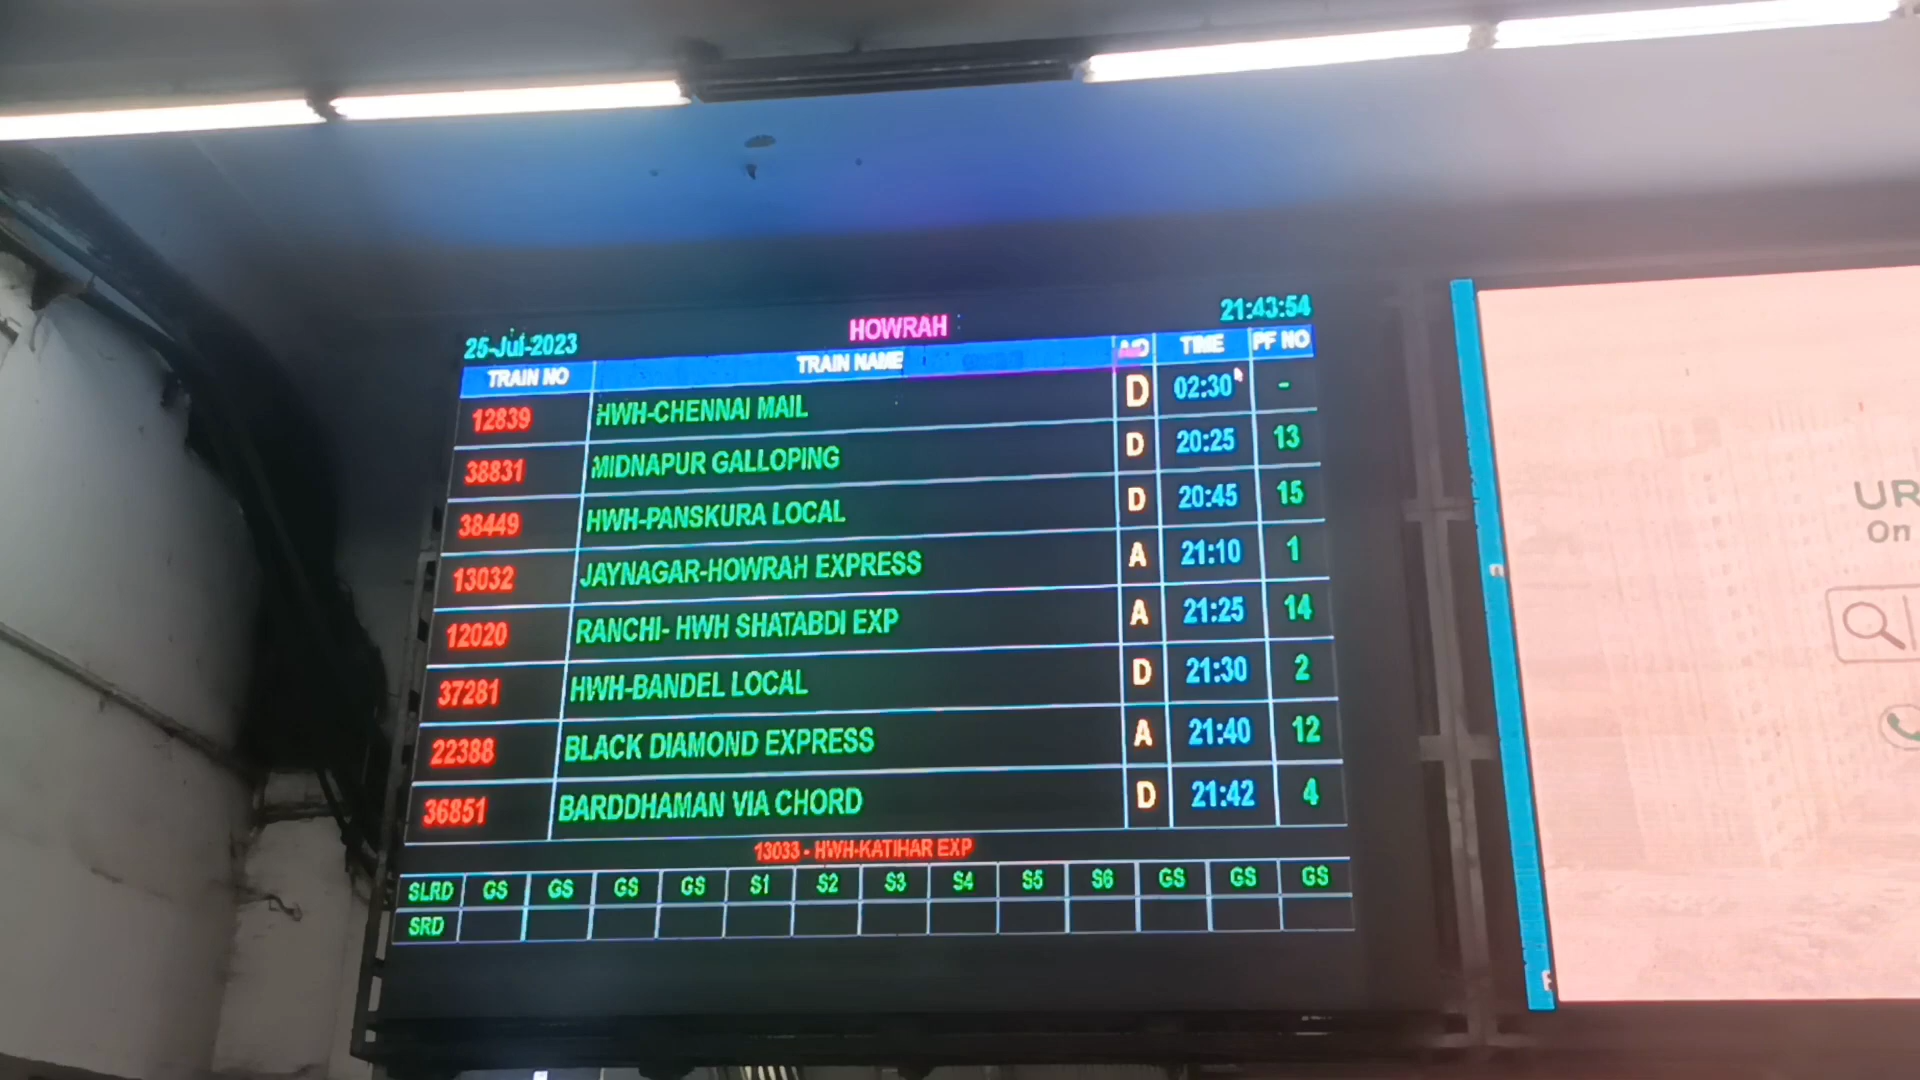 25-Jul-2023 HOWRAH 21:43:54
TRAIN NO TRAIN NAME A/D TIME PF NO
12839 HWH-CHENNAI MAIL D 02:30* -
38831 MIDNAPUR GALLOPING D 20:25 13
38449 HWH-PANSKURA LOCAL D 20:45 15
13032 JAYNAGAR-HOWRAH EXPRESS A 21:10 1
12020 RANCHI- HWH SHATABDI EXP A 21:25 14
37281 HWH-BANDEL LOCAL D 21:30 2
22388 BLACK DIAMOND EXPRESS A 21:40 12
36851 BARDDHAMAN VIA CHORD D 21:42 4
13033 - HWH-KATIHAR EXP
SLRD GS GS GS GS S1 S2 S3 S4 S5 S6 GS GS GS
SRD
UR
On